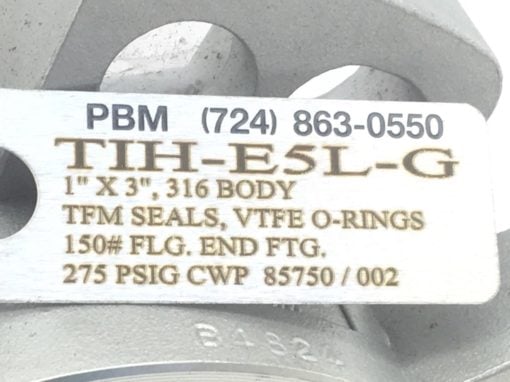 PBM (724) 863-0550
TIH-E5L-G
1" X 3", 316 BODY
TFM SEALS, VTFE O-RINGS
150# FLG. END FTG.
275 PSIG CWP 85750 / 002